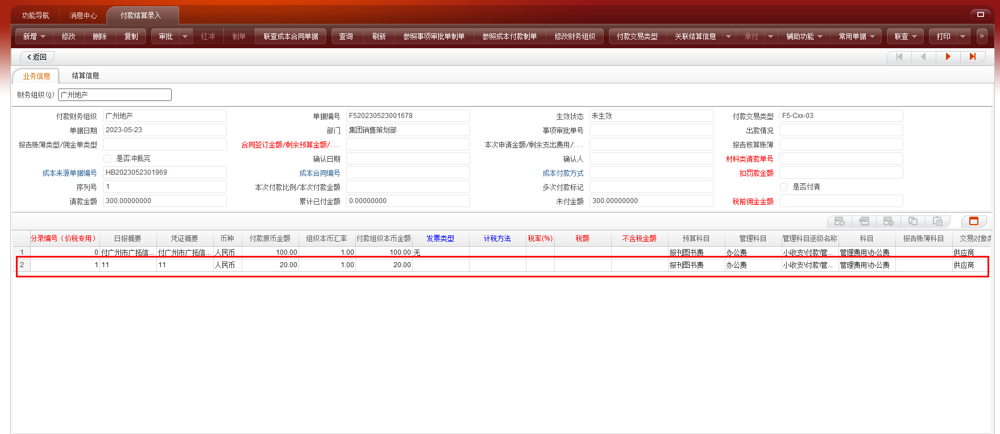 功能导航 消息中心 付款结算录入
新增 修改 删除 复制 审批 红冲 制单 联查成本合同单据 查询 刷新 参照事项审批单制单 参照成本付款制单 修改财务组织 付款交易类型 关联结算信息 承付 辅助功能 常用单据 联查 打印 »
返回
业务信息 结算信息
财务组织(O) 广州地产
付款财务组织 广州地产 单据编号 F520230523001678 生效状态 未生效 付款交易类型 F5-Cxx-03
单据日期 2023-05-23 部门 集团销售策划部 事项审批单号 出款情况
报告账簿类型/佣金单类型 合同签订金额/剩余预算金额/... 本次申请金额/剩余支出费用/... 报告核算账簿
是否冲抵完 确认日期 确认人 材料类请款单号
成本来源单据编号 HB2023052301969 成本合同编号 成本付款方式 扣罚款金额
序列号 1 本次付款比例/本次付款金额 多次付款标记 是否付清
请款金额 300.00000000 累计已付金额 0.00000000 未付金额 300.00000000 税前佣金金额
分录编号（价税专用） 日报摘要 凭证摘要 币种 付款原币金额 组织本币汇率 付款组织本币金额 发票类型 计税方法 税率(%) 税额 不含税金额 预算科目 管理科目 管理科目逐级名称 科目 报告账簿科目 交易对象
1 0 付广州市广拓信... 付广州市广拓信... 人民币 100.00 1.00 100.00 无 报刊图书费 办公费 小收支\付款\管... 管理费用\办公费 供应商
2 1 11 11 人民币 20.00 1.00 20.00 报刊图书费 办公费 小收支\付款\管... 管理费用\办公费 供应商